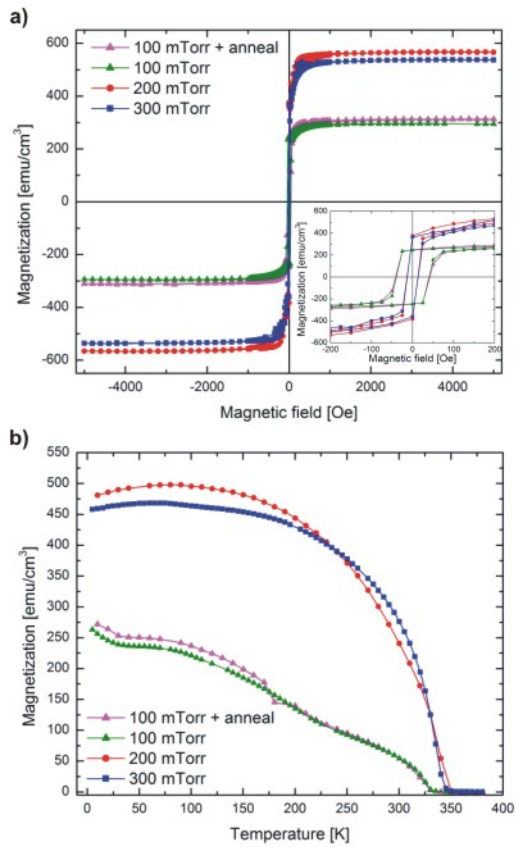 a)
600
400
200
0
-200
-400
-600
Magnetization [emu/cm³]
100 mTorr + anneal
100 mTorr
200 mTorr
300 mTorr
600
400
200
0
-200
-400
-600
Magnetization [emu/cm³]
-200 -100 0 100 200
Magnetic field [Oe]
-4000 -2000 0 2000 4000
Magnetic field [Oe]
b)
550
500
450
400
350
300
250
200
150
100
50
0
Magnetization [emu/cm³]
100 mTorr + anneal
100 mTorr
200 mTorr
300 mTorr
0 50 100 150 200 250 300 350 400
Temperature [K]